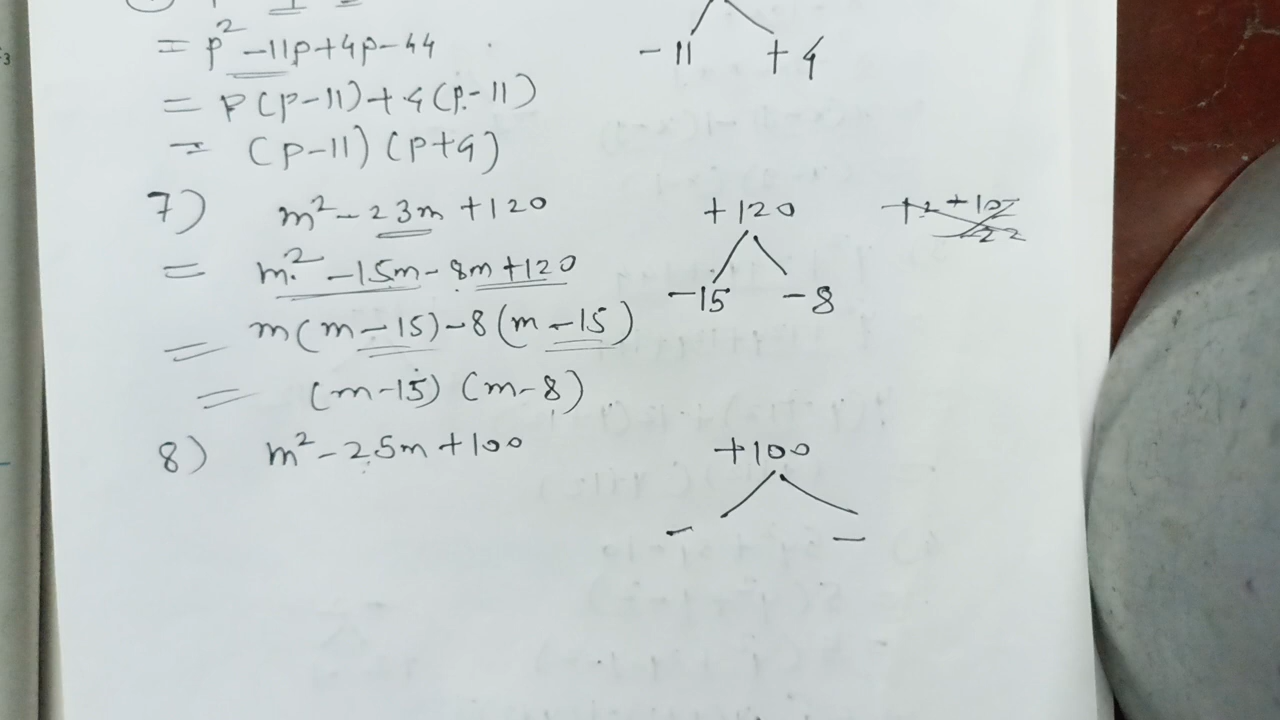 = p² -11p+4p-44
-11 +4
= P(p-11)+4(p-11)
= (p-11) (p+4)
7) m² - 23m +120
+120
= m² -15m - 8m +120
-15 -8
= m(m-15)-8(m-15)
= (m-15) (m-8)
8) m² - 25m +100
+100
- -